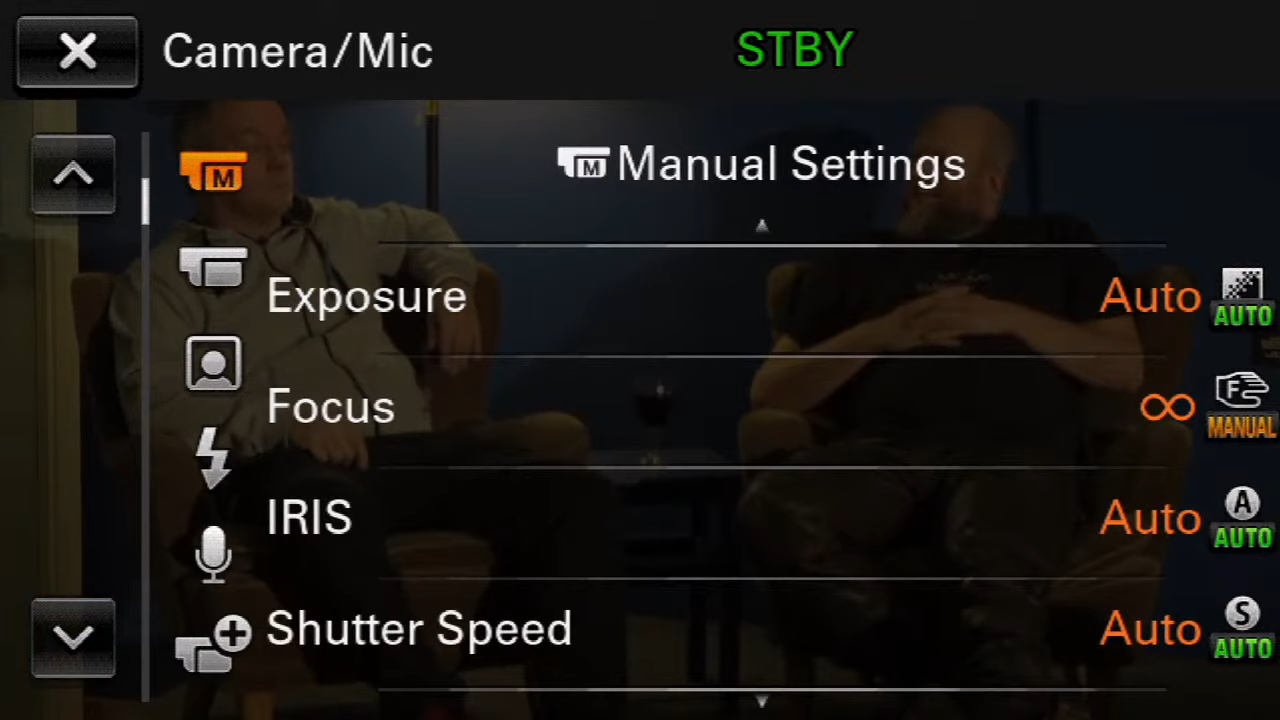 Camera/Mic STBY
M Manual Settings
M
Exposure Auto AUTO
Focus ∞ F MANUAL
IRIS Auto A AUTO
Shutter Speed Auto S AUTO